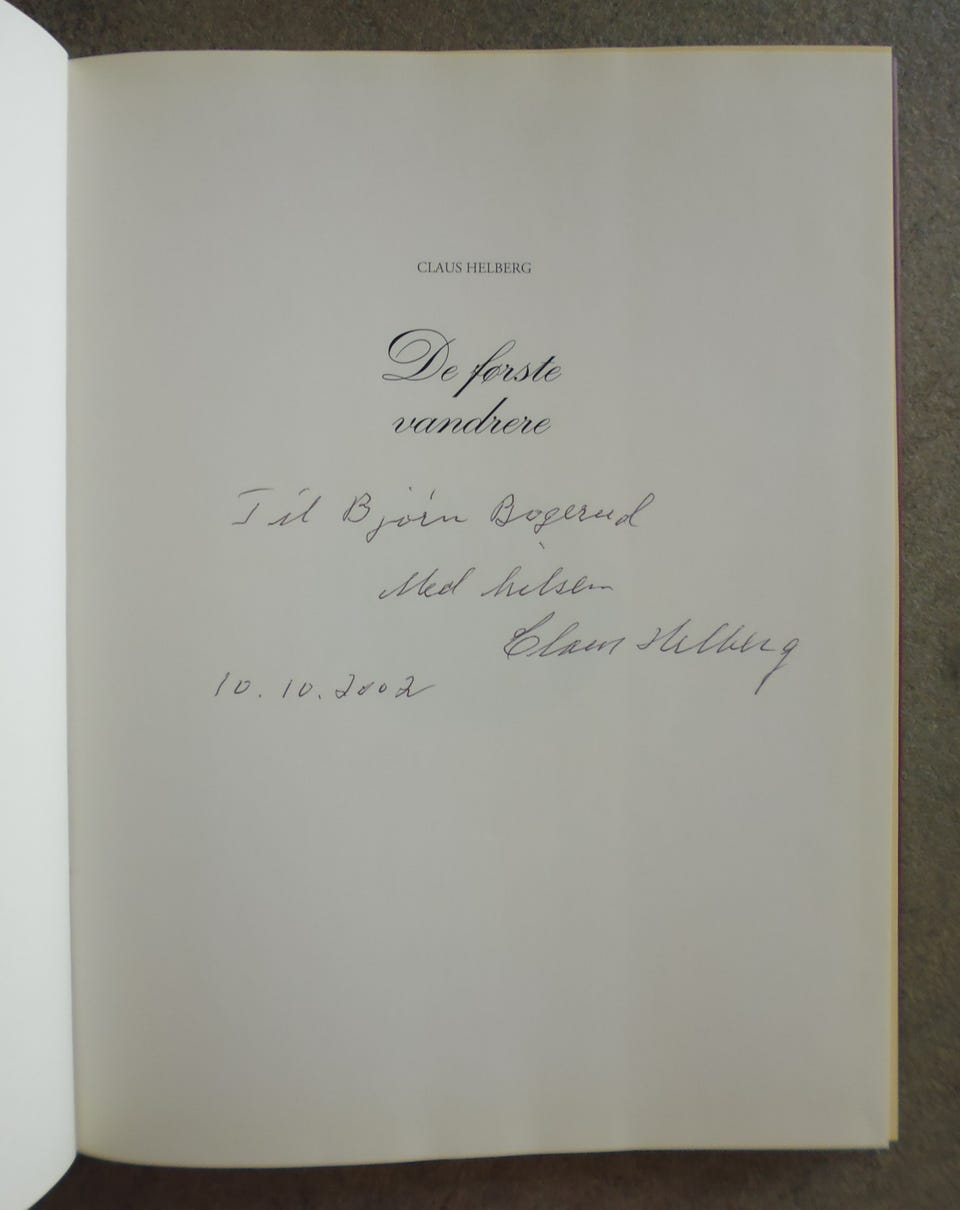 CLAUS HELBERG
De første
vandrere
Til Bjørn Bogerud
Med hilsen
Claus Helberg
10.10.2002